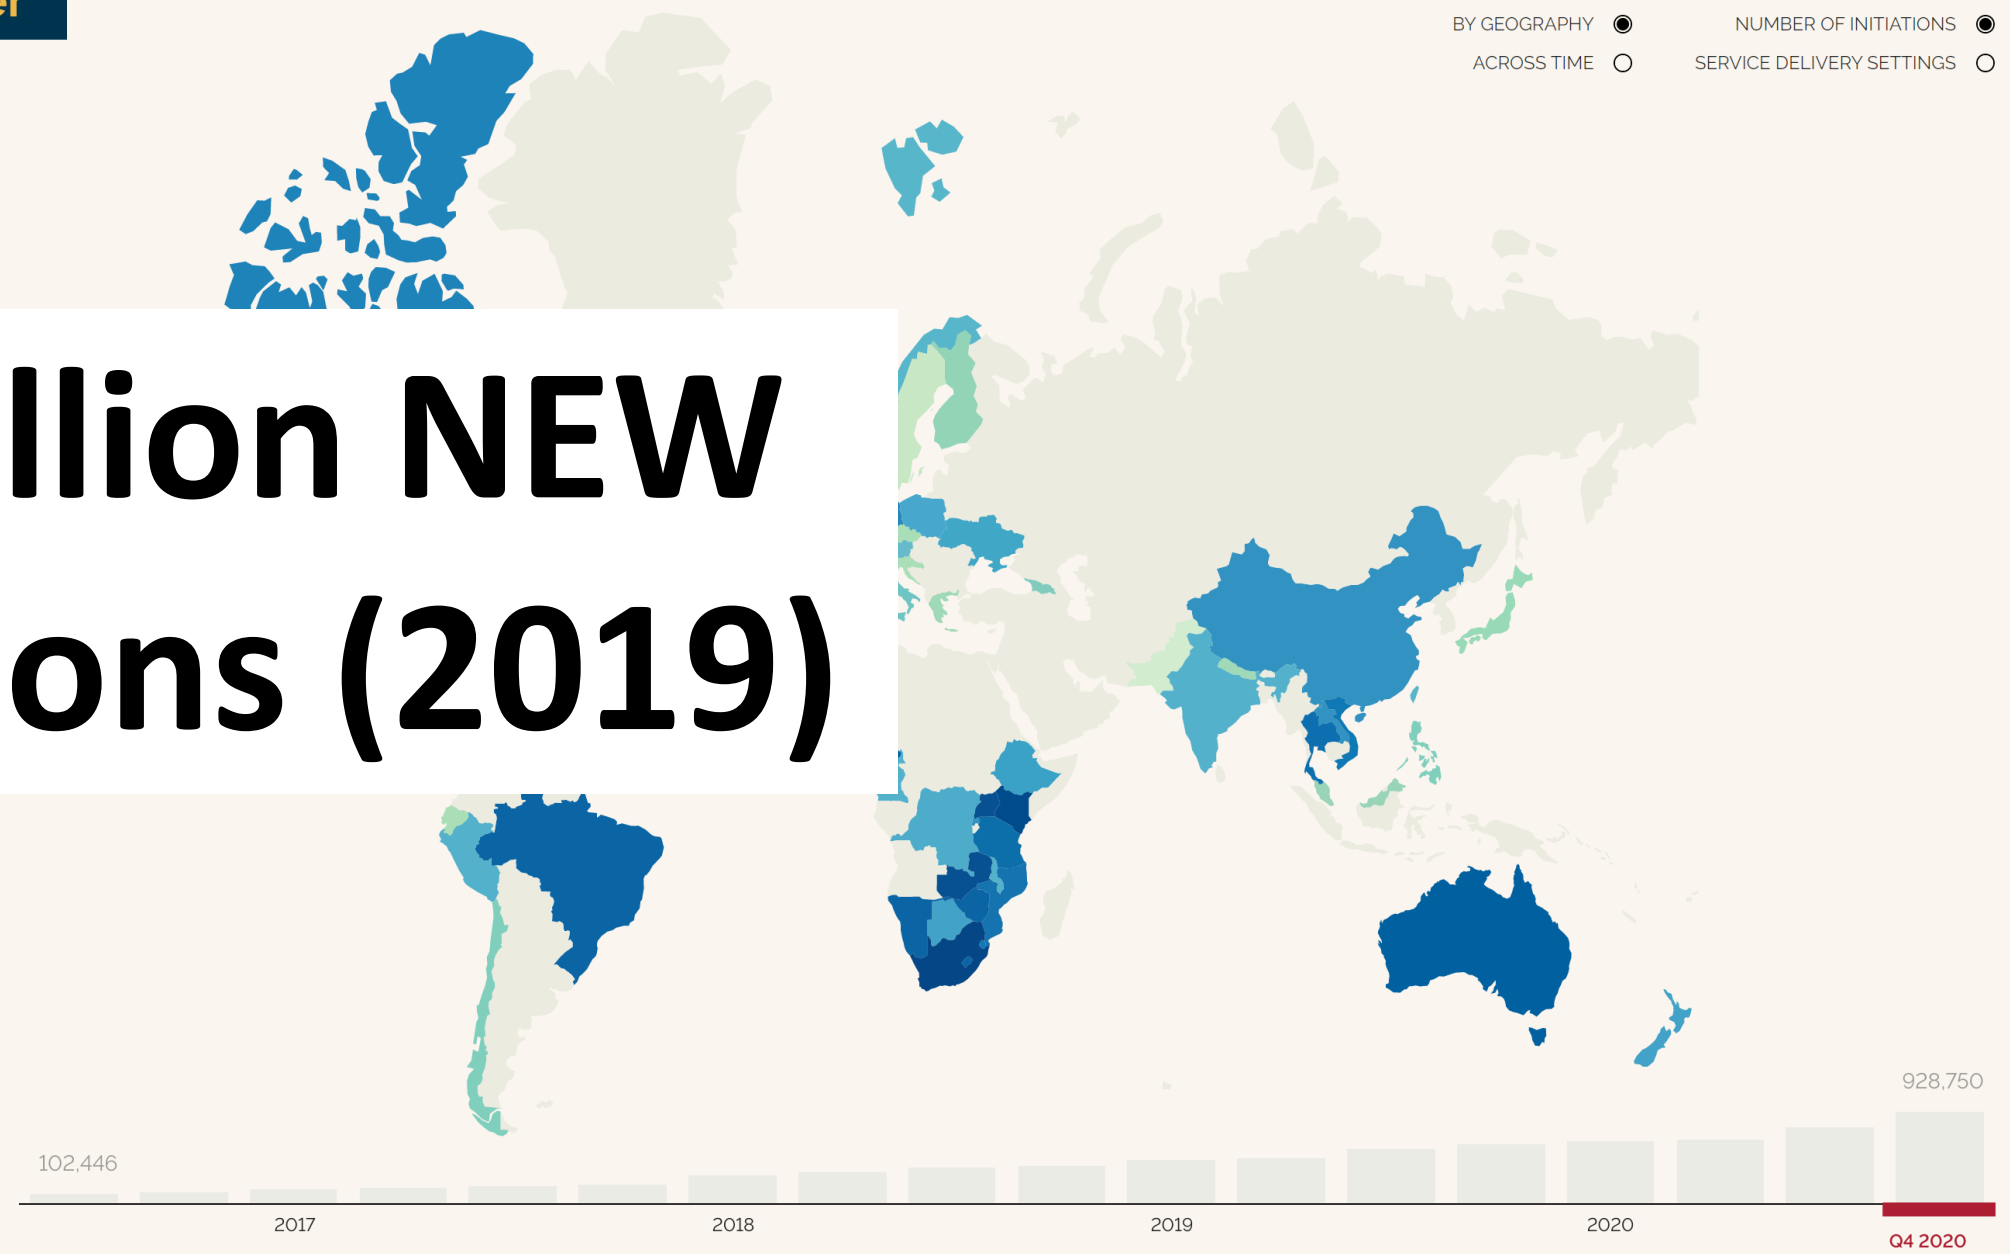 er
BY GEOGRAPHY
NUMBER OF INITIATIONS
ACROSS TIME
SERVICE DELIVERY SETTINGS
llion NEW
ons (2019)
928,750
102,446
2017
2018
2019
2020
Q4 2020